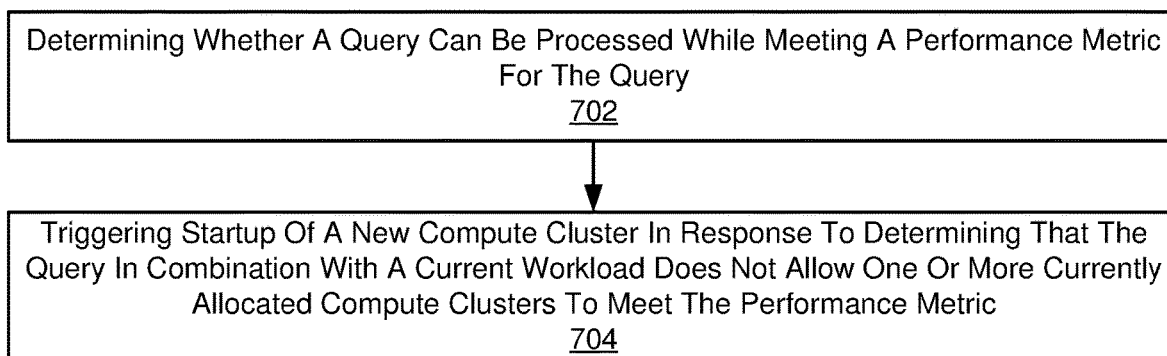 Determining Whether A Query Can Be Processed While Meeting A Performance Metric
For The Query
702
Triggering Startup Of A New Compute Cluster In Response To Determining That The
Query In Combination With A Current Workload Does Not Allow One Or More Currently
Allocated Compute Clusters To Meet The Performance Metric
704